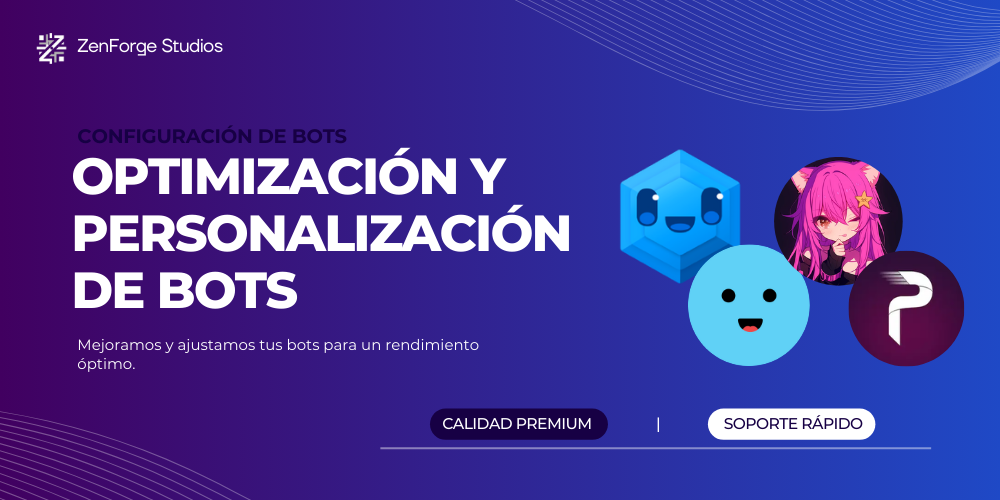 ZenForge Studios
CONFIGURACIÓN DE BOTS
OPTIMIZACIÓN Y
PERSONALIZACIÓN
DE BOTS
Mejoramos y ajustamos tus bots para un rendimiento
óptimo.
CALIDAD PREMIUM | SOPORTE RÁPIDO